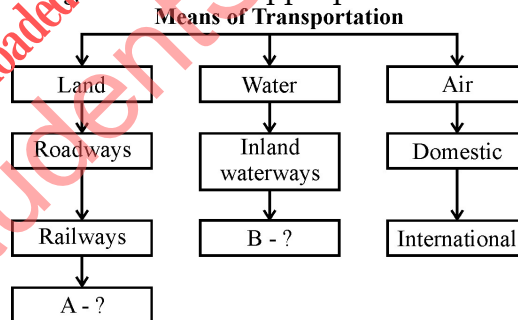 Means of Transportation
Land
Water
Air
Roadways
Inland
waterways
Domestic
Railways
B - ?
International
A - ?